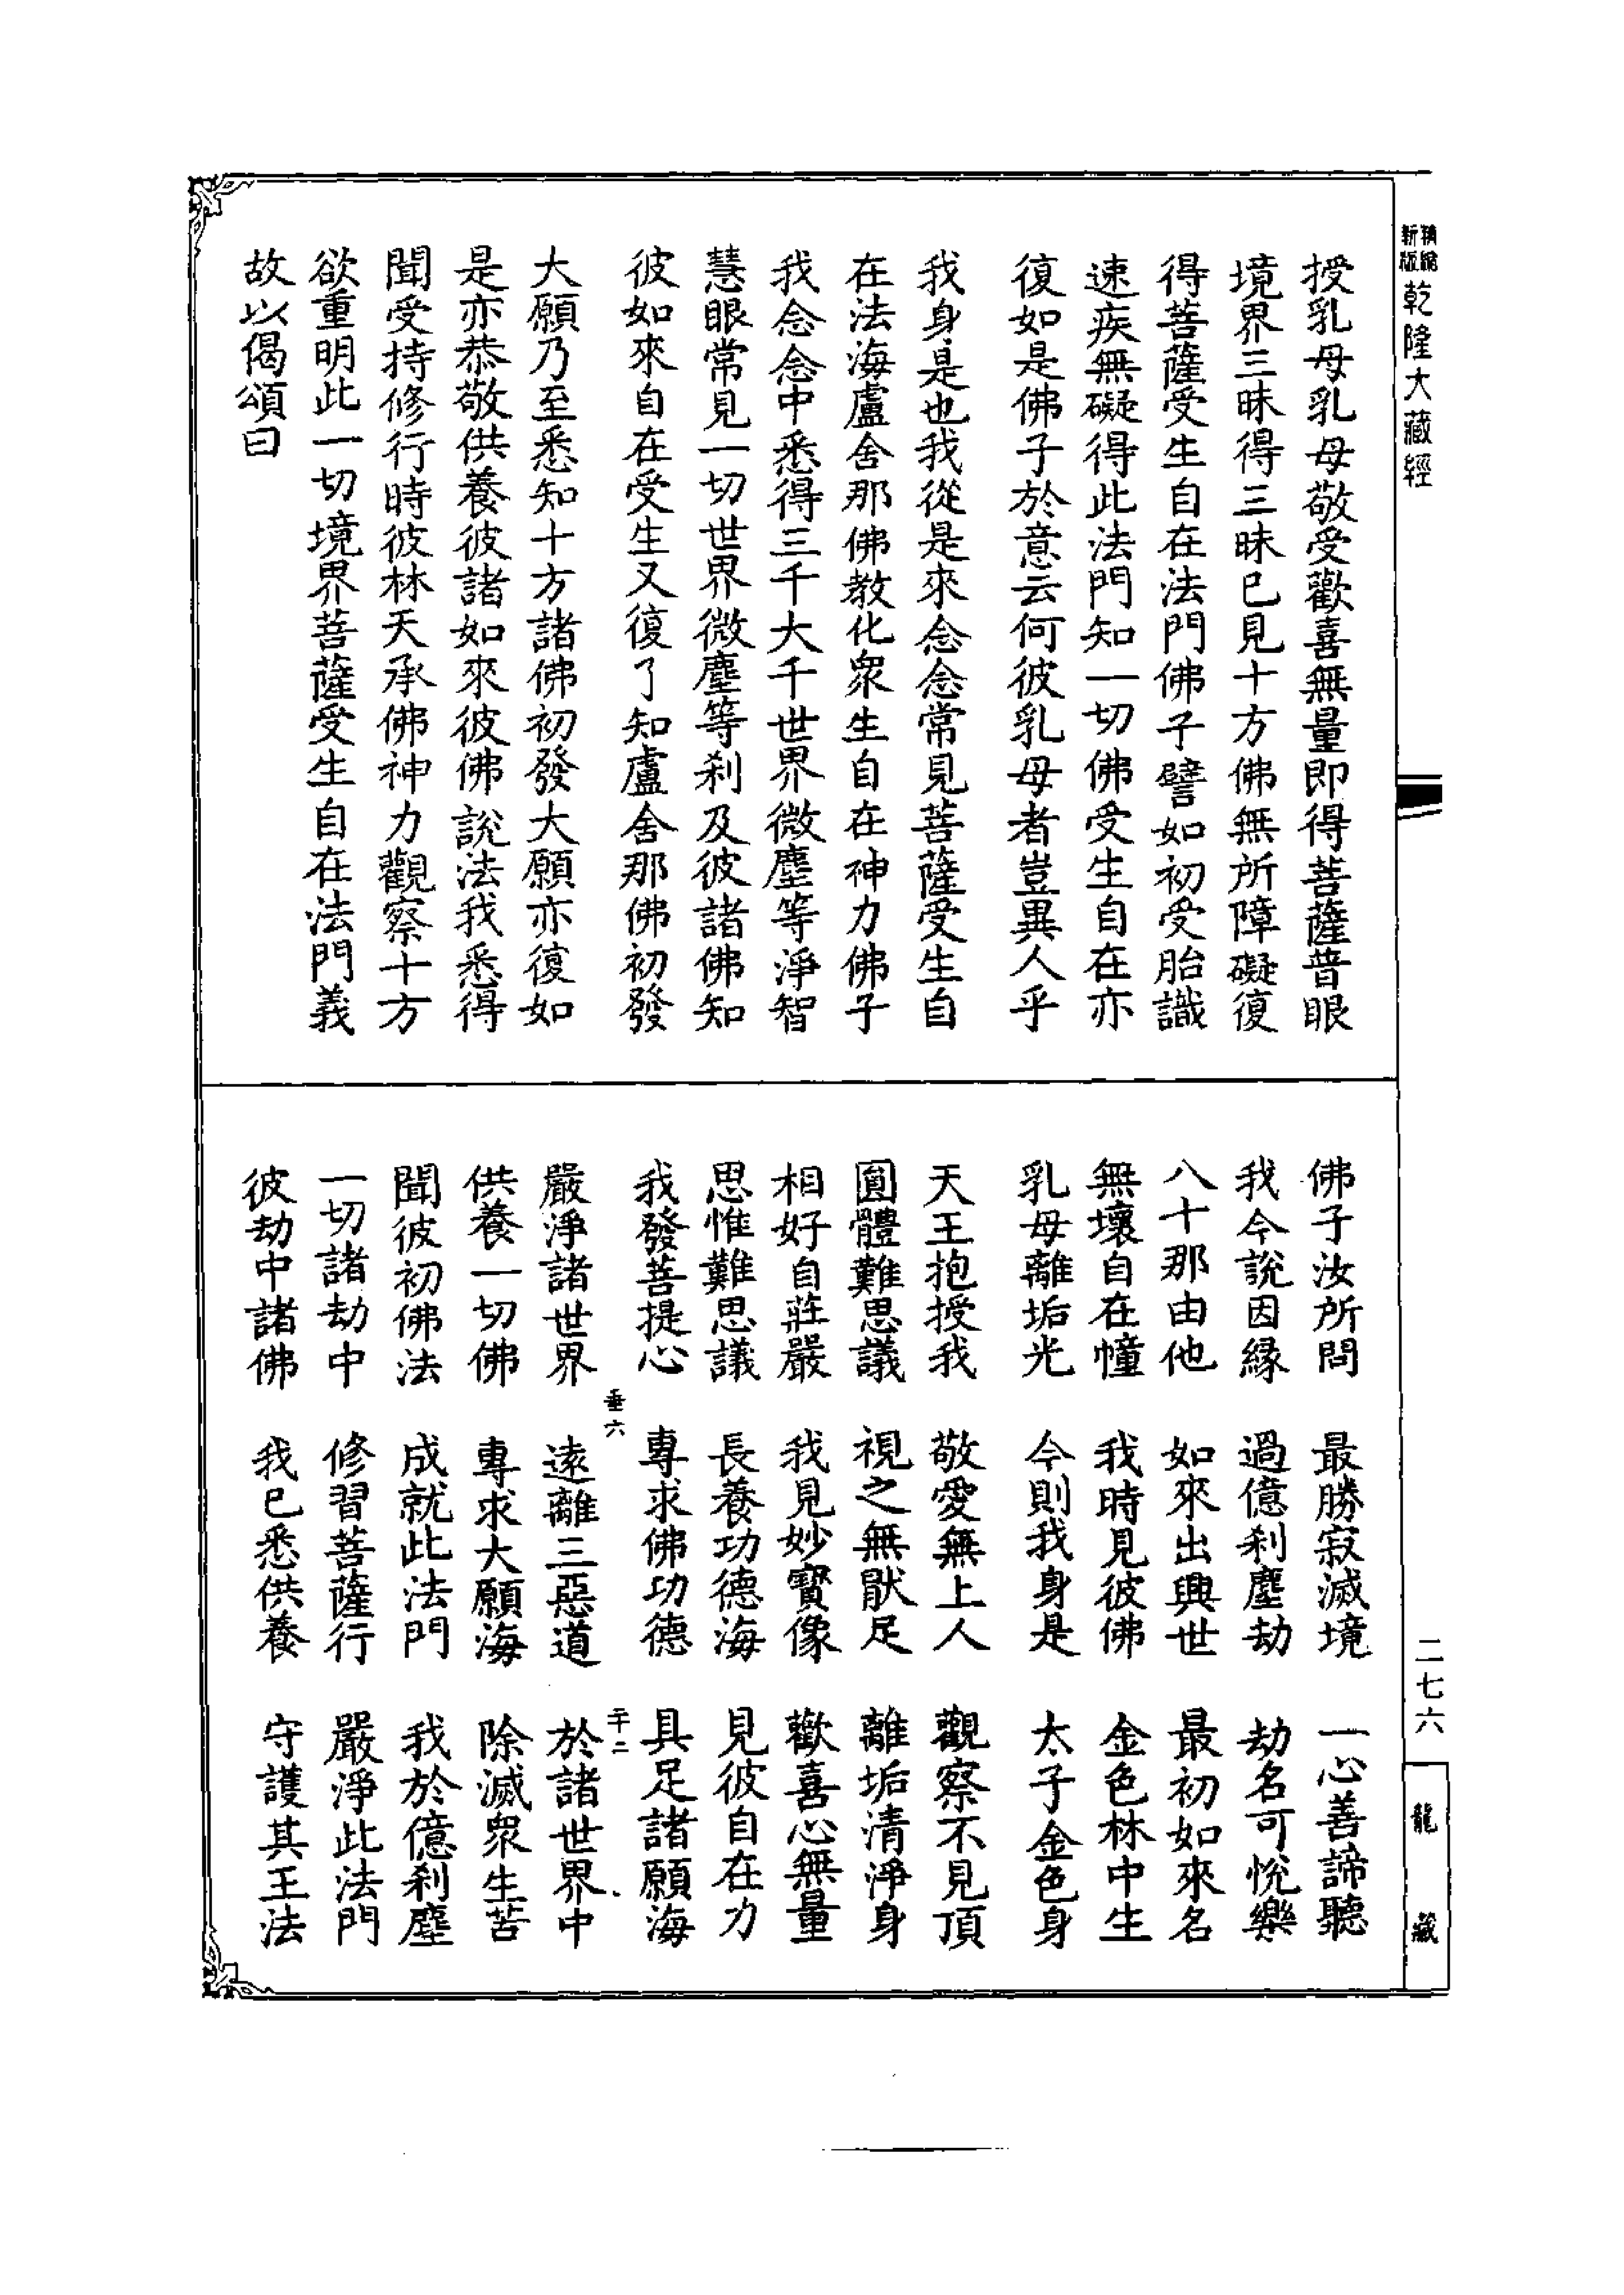 乾隆大藏經
授乳母乳母敬受歡喜無量即得菩薩普眼
境界三昧得三昧已見十方佛無所障礙復
得菩薩受生自在法門佛子譬如初受胎識
速疾無礙得此法門知一切佛受生自在亦
復如是佛子於意云何彼乳母者豈異人乎
我身是也我從是來念念常見菩薩受生自
在法海盧舍那佛教化眾生自在神力佛子
我念念中悉得三千大千世界微塵等淨智
慧眼常見一切世界微塵等刹及彼諸佛知
彼如來自在受生又復了知盧舍那佛初發
大願乃至悉知十方諸佛初發大願亦復如
是亦恭敬供養彼諸如來彼佛說法我悉得
聞受持修行時彼林天承佛神力觀察十方
欲重明此一切境界菩薩受生自在法門義
故以偈頌曰
佛子汝所問　最勝寂滅境　一心善諦聽
我今說因緣　過億刹塵劫　劫名可悅樂
八十那由他　如來出興世　最初如來名
無壞自在幢　我時見彼佛　金色林中生
乳母離垢光　今則我身是　太子金色身
天王抱授我　敬愛無上人　觀察不見頂
圓體難思議　視之無猒足　離垢清淨身
相好自莊嚴　我見妙寶像　歡喜心無量
思惟難思議　長養功德海　見彼自在力
我發菩提心　專求佛功德　具足諸願海
垂六　二十二
嚴淨諸世界　遠離三惡道　於諸世界中
供養一切佛　專求大願海　除滅眾生苦
聞彼初佛法　成就此法門　我於億刹塵
一切諸劫中　修習菩薩行　嚴淨此法門
彼劫中諸佛　我已悉供養　守護其王法
二七六
龍藏